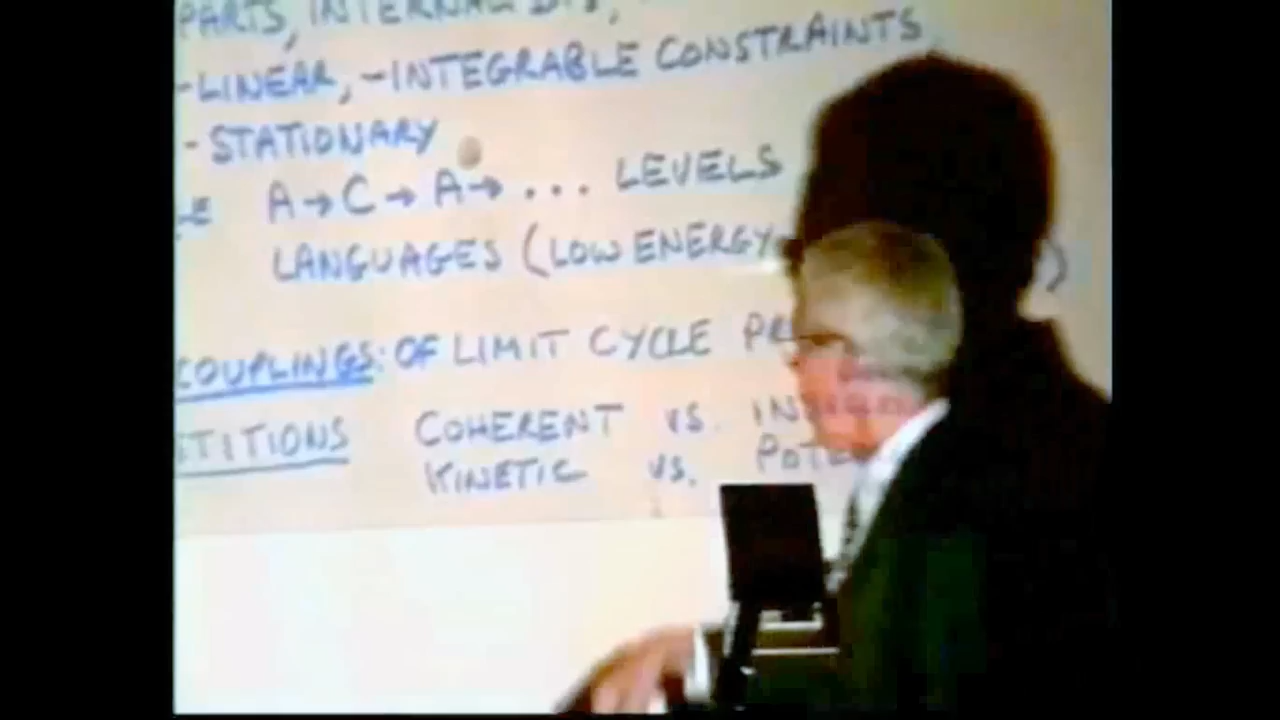 PARTS, INTERNAL
-LINEAR, -INTEGRABLE CONSTRAINTS
- STATIONARY
A→C→A→... LEVELS
LANGUAGES (LOW ENERGY )
COUPLINGS: OF LIMIT CYCLE
COHERENT VS.
KINETIC VS.